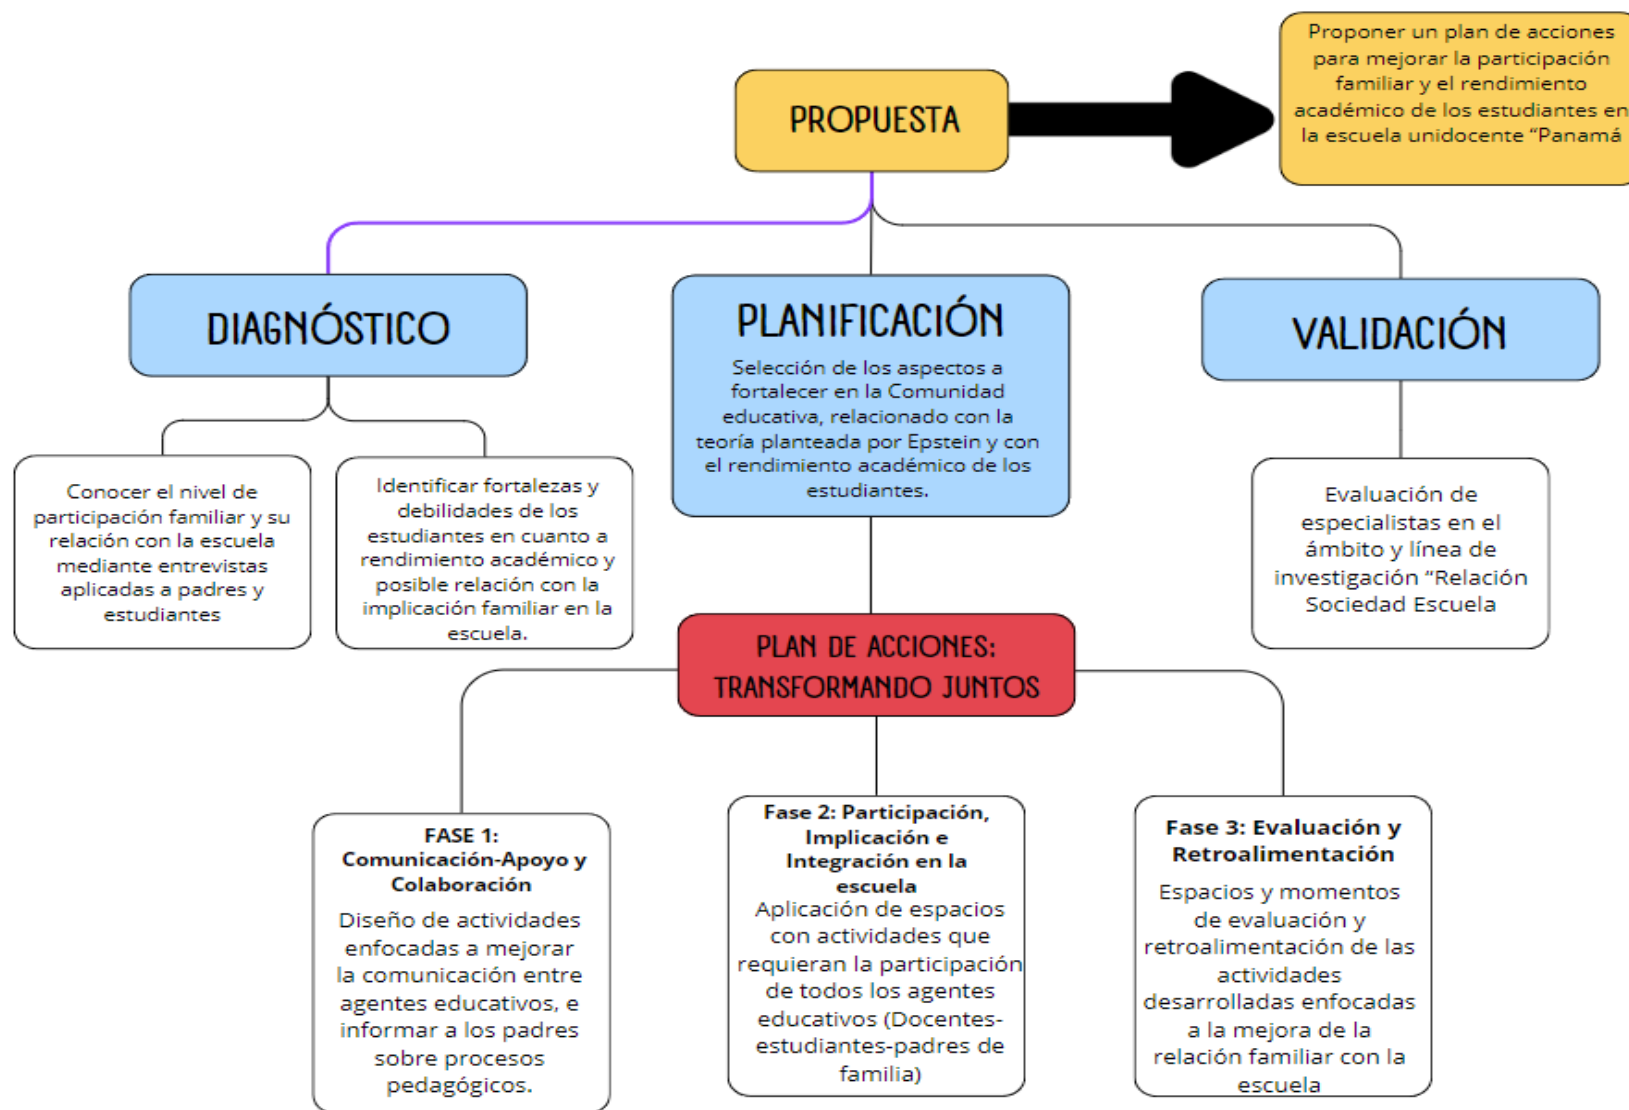 PROPUESTA
Proponer un plan de acciones
para mejorar la participación
familiar y el rendimiento
académico de los estudiantes en
la escuela unidocente “Panamá
DIAGNÓSTICO
PLANIFICACIÓN
Selección de los aspectos a
fortalecer en la Comunidad
educativa, relacionado con la
teoría planteada por Epstein y con
el rendimiento académico de los
estudiantes.
VALIDACIÓN
Conocer el nivel de
participación familiar y su
relación con la escuela
mediante entrevistas
aplicadas a padres y
estudiantes
Identificar fortalezas y
debilidades de los
estudiantes en cuanto a
rendimiento académico y
posible relación con la
implicación familiar en la
escuela.
Evaluación de
especialistas en el
ámbito y línea de
investigación “Relación
Sociedad Escuela
PLAN DE ACCIONES:
TRANSFORMANDO JUNTOS
FASE 1:
Comunicación-Apoyo y
Colaboración
Diseño de actividades
enfocadas a mejorar
la comunicación entre
agentes educativos, e
informar a los padres
sobre procesos
pedagógicos.
Fase 2: Participación,
Implicación e
Integración en la
escuela
Aplicación de espacios
con actividades que
requieran la participación
de todos los agentes
educativos (Docentes-
estudiantes-padres de
familia)
Fase 3: Evaluación y
Retroalimentación
Espacios y momentos
de evaluación y
retroalimentación de las
actividades
desarrolladas enfocadas
a la mejora de la
relación familiar con la
escuela